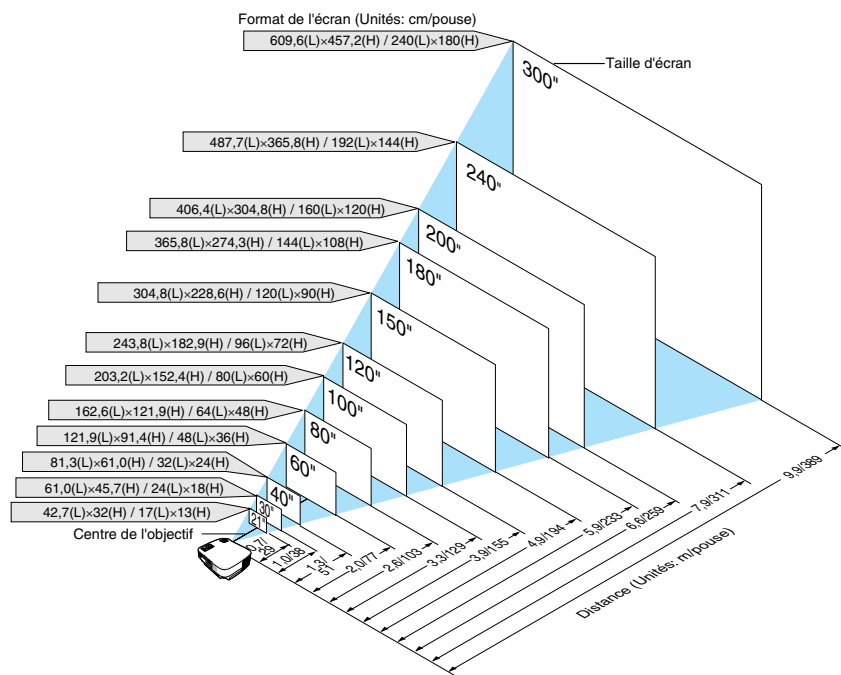 Format de l'écran (Unités: cm/pouse)
609,6(L)×457,2(H) / 240(L)×180(H)
Taille d'écran
300"
487,7(L)×365,8(H) / 192(L)×144(H)
240"
406,4(L)×304,8(H) / 160(L)×120(H)
200"
365,8(L)×274,3(H) / 144(L)×108(H)
180"
304,8(L)×228,6(H) / 120(L)×90(H)
150"
243,8(L)×182,9(H) / 96(L)×72(H)
120"
203,2(L)×152,4(H) / 80(L)×60(H)
100"
162,6(L)×121,9(H) / 64(L)×48(H)
80"
121,9(L)×91,4(H) / 48(L)×36(H)
60"
81,3(L)×61,0(H) / 32(L)×24(H)
40"
61,0(L)×45,7(H) / 24(L)×18(H)
30"
42,7(L)×32(H) / 17(L)×13(H)
21"
Centre de l'objectif
0,7/
29
1,0/38
1,3/
51
2,0/77
2,6/103
3,3/129
3,9/155
4,9/194
5,9/233
6,6/259
7,9/311
9,9/389
Distance (Unités: m/pouse)